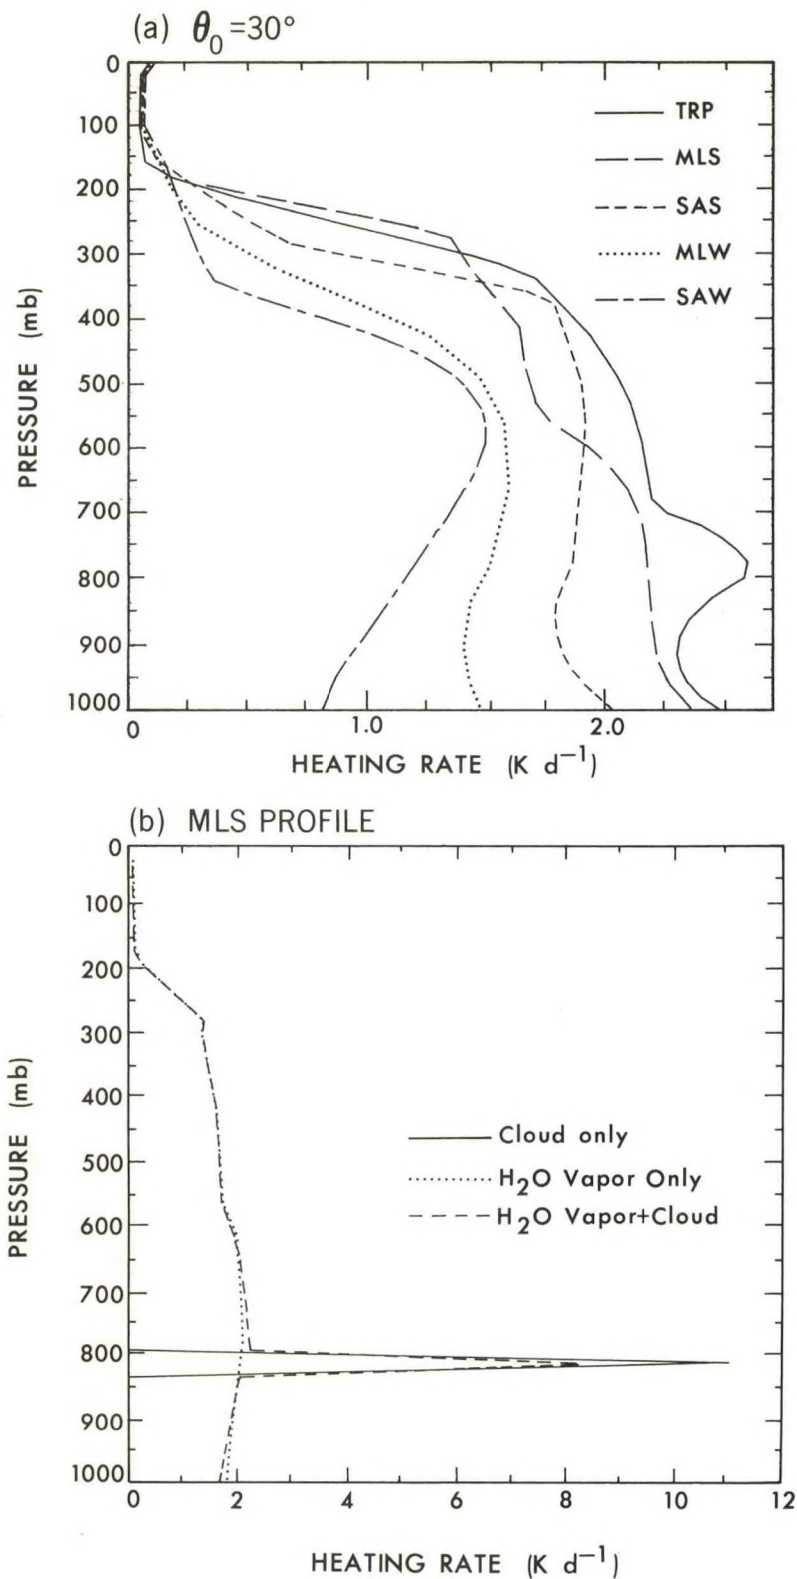 (a) θ₀=30°
0
100
200
300
400
500
600
700
800
900
1000
PRESSURE (mb)
TRP
MLS
SAS
MLW
SAW
0 1.0 2.0
HEATING RATE (K d⁻¹)
(b) MLS PROFILE
0
100
200
300
400
500
600
700
800
900
1000
PRESSURE (mb)
Cloud only
H₂O Vapor Only
H₂O Vapor+Cloud
0 2 4 6 8 10 12
HEATING RATE (K d⁻¹)